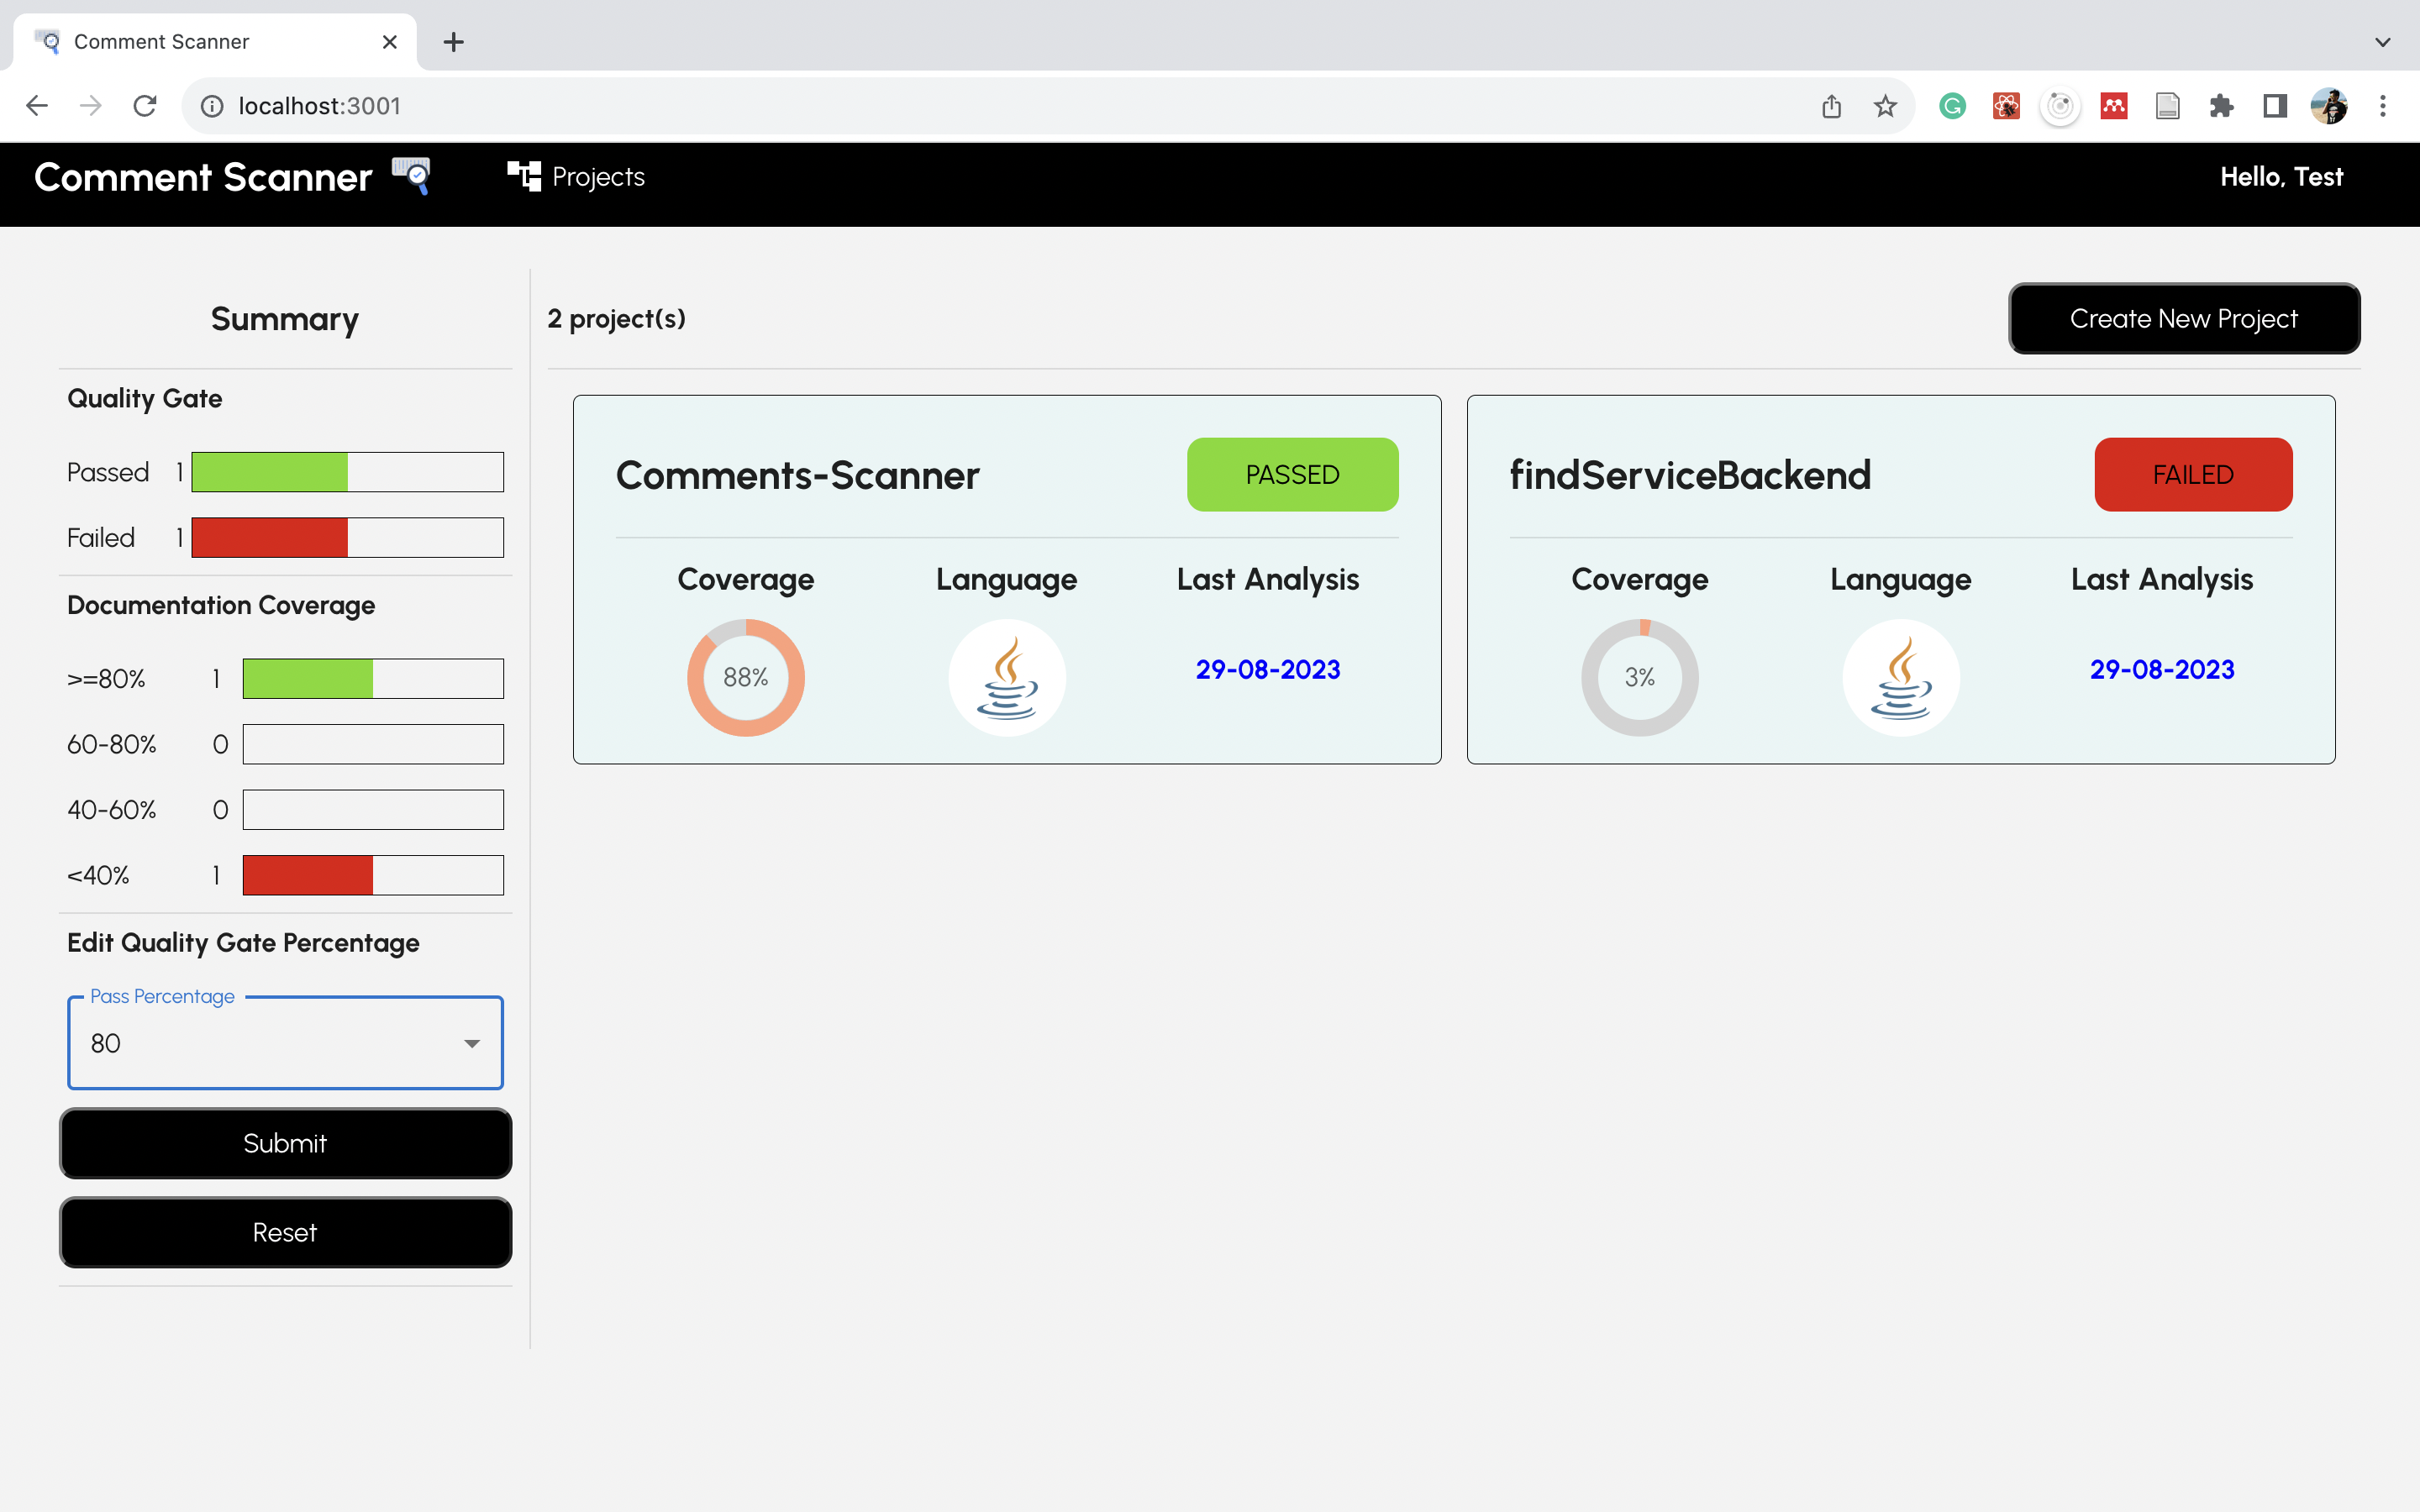 Comment Scanner
localhost:3001
Comment Scanner
Projects
Hello, Test
Summary
Quality Gate
Passed 1
Failed 1
Documentation Coverage
>=80% 1
60-80% 0
40-60% 0
<40% 1
Edit Quality Gate Percentage
Pass Percentage
80
Submit
Reset
2 project(s)
Create New Project
Comments-Scanner
PASSED
Coverage Language Last Analysis
88% 29-08-2023
findServiceBackend
FAILED
Coverage Language Last Analysis
3% 29-08-2023